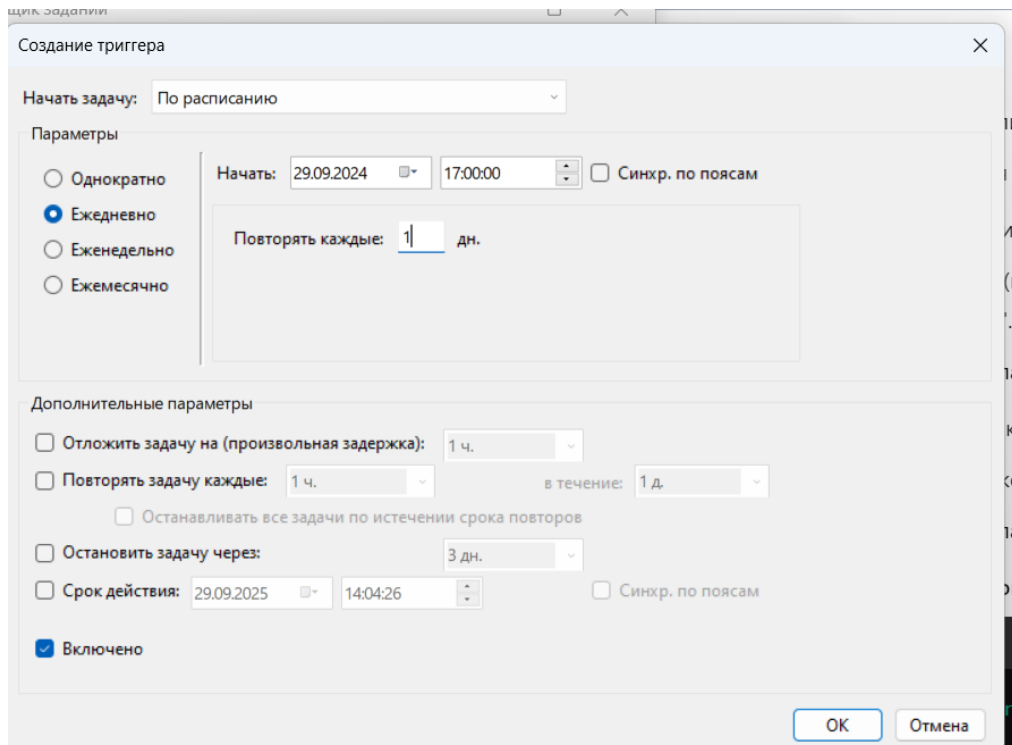 щик заданий
Создание триггера
Начать задачу: По расписанию
Параметры
Однократно
Ежедневно
Еженедельно
Ежемесячно
Начать: 29.09.2024 17:00:00 Синхр. по поясам
Повторять каждые: 1 дн.
Дополнительные параметры
Отложить задачу на (произвольная задержка): 1 ч.
Повторять задачу каждые: 1 ч. в течение: 1 д.
Останавливать все задачи по истечении срока повторов
Остановить задачу через: 3 дн.
Срок действия: 29.09.2025 14:04:26 Синхр. по поясам
Включено
ОК Отмена